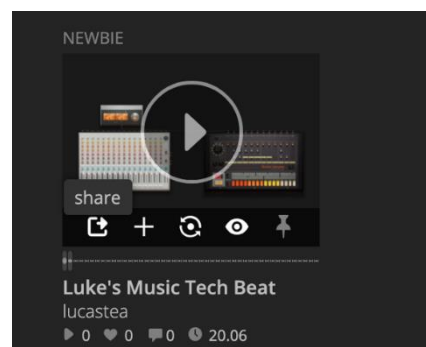 NEWBIE
share
Luke's Music Tech Beat
lucastea
0 0 0 20.06